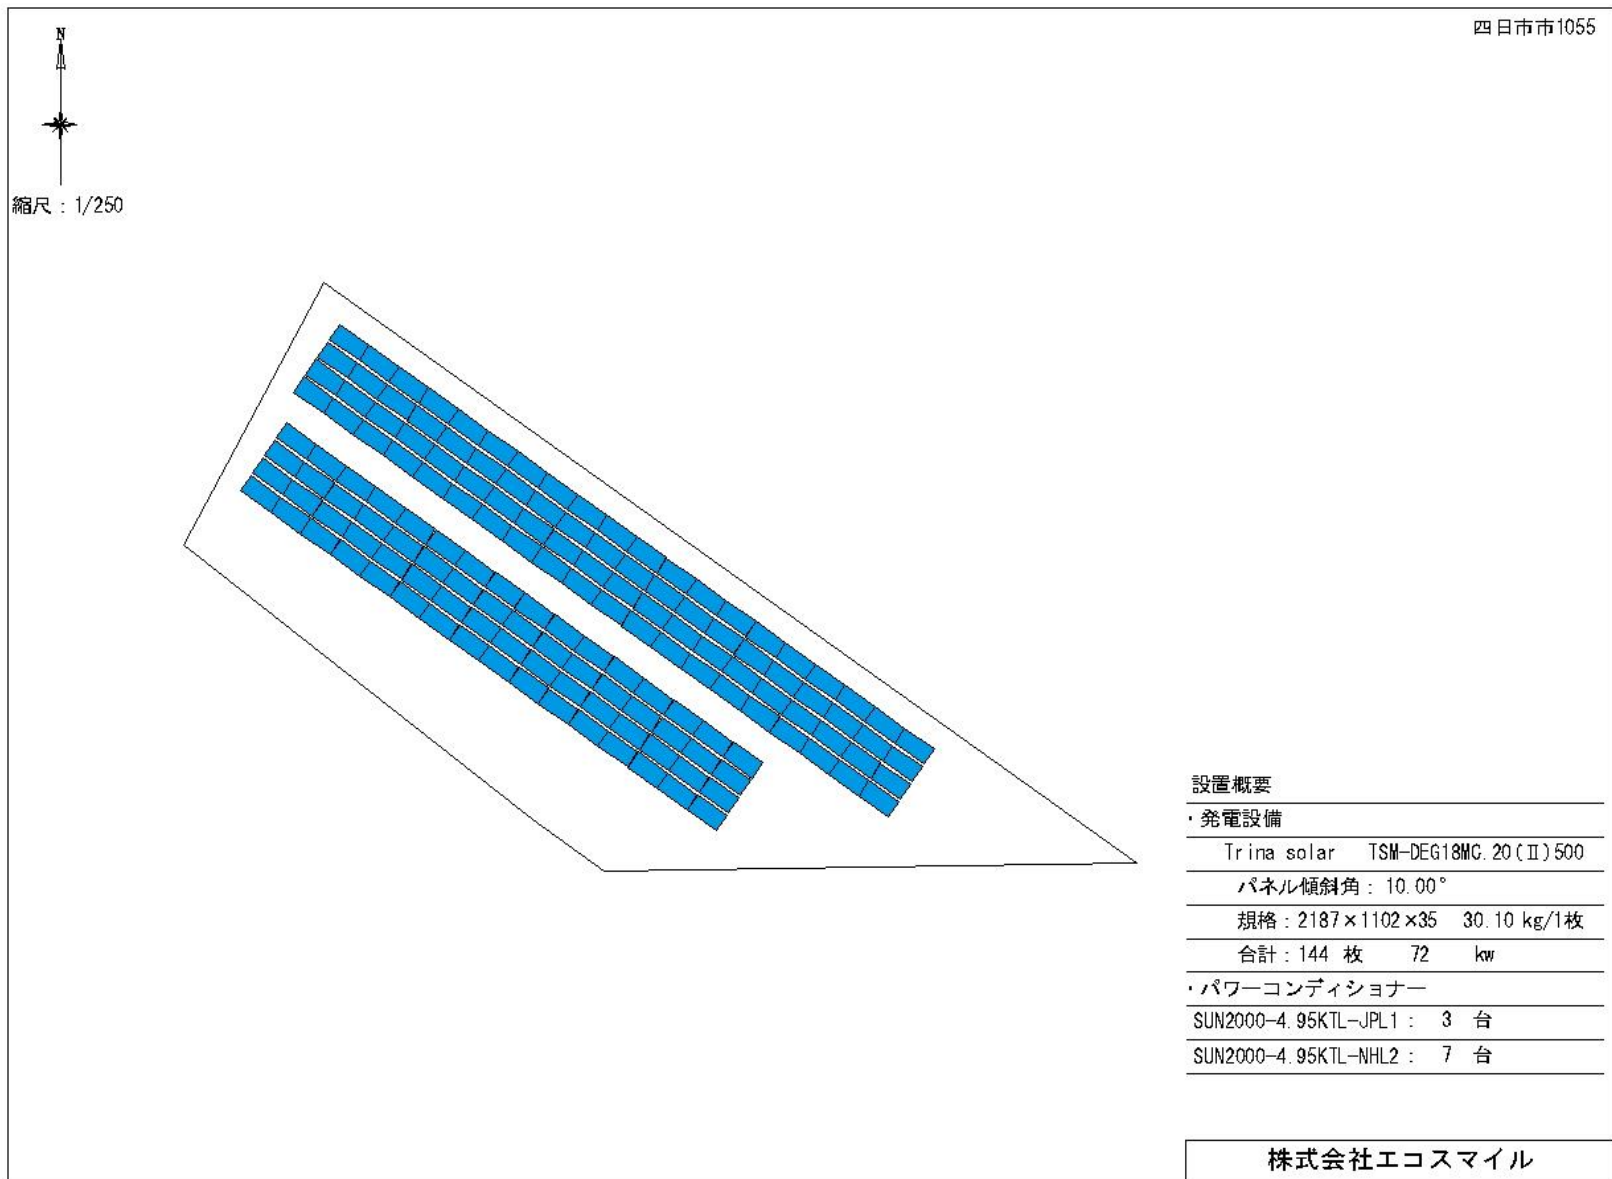 四日市市1055
N
縮尺：1/250
設置概要
・発電設備
Trina solar TSM-DEG18MC.20(Ⅱ)500
パネル傾斜角：10.00°
規格：2187×1102×35 30.10 kg/1枚
合計：144 枚 72 kw
・パワーコンディショナー
SUN2000-4.95KTL-JPL1： 3 台
SUN2000-4.95KTL-NHL2： 7 台
株式会社エコスマイル